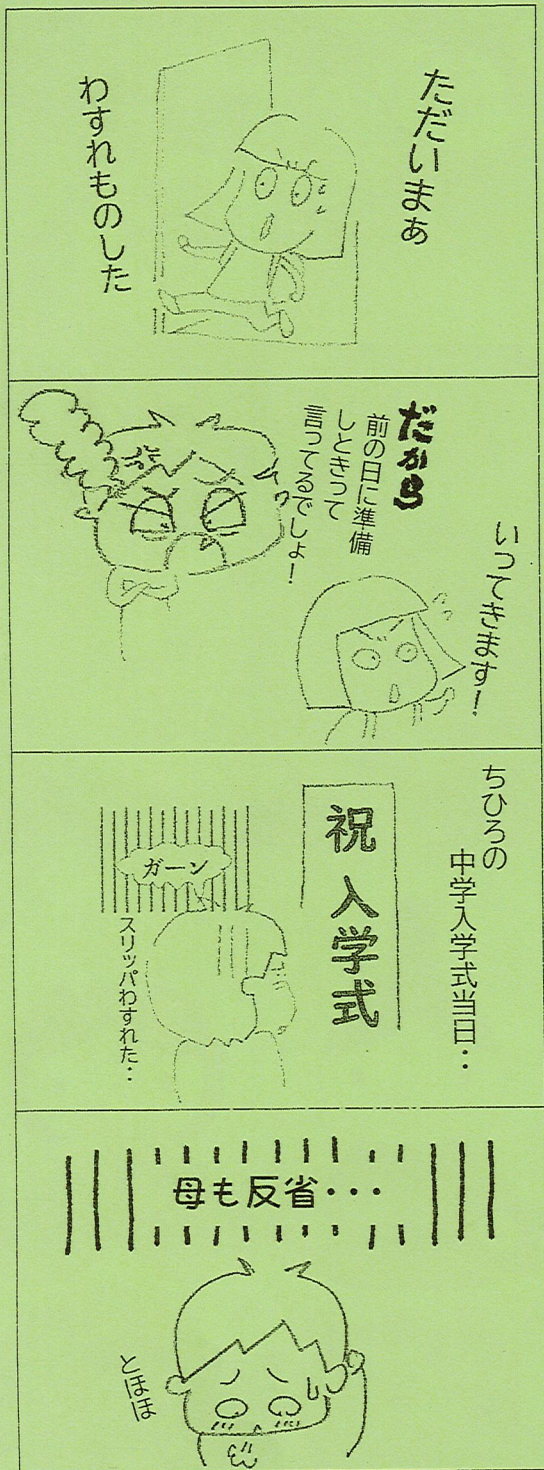 ただいまぁ
わすれものした
いってきます！
だから
前の日に準備
しときって
言ってるでしょ！
ちひろの
中学入学式当日‥
祝 入学式
ガーン
スリッパわすれた‥
母も反省・・・
とほほ